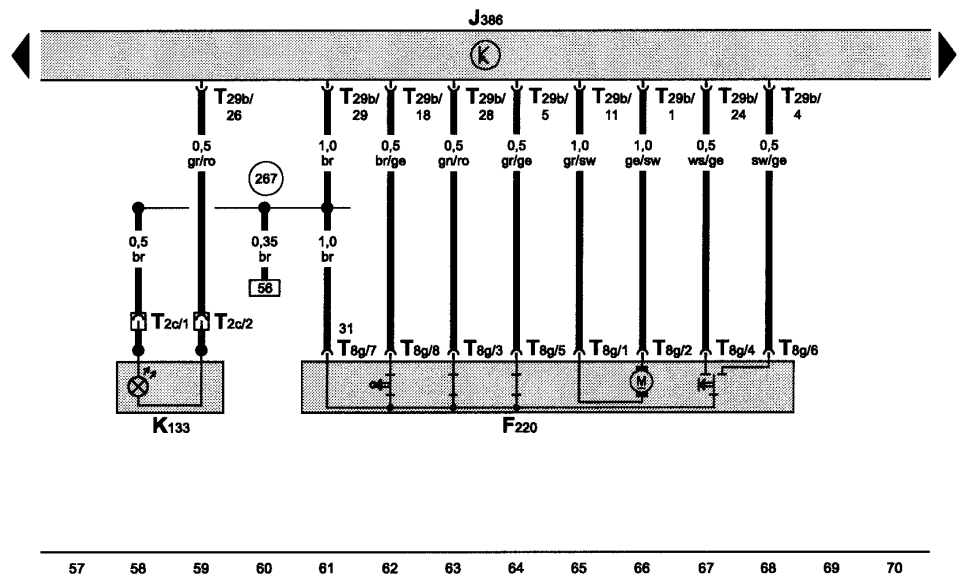 J386
K
T29b/26
T29b/29
T29b/18
T29b/28
T29b/5
T29b/11
T29b/1
T29b/24
T29b/4
0,5 gr/ro
1,0 br
0,5 br/ge
0,5 gn/ro
0,5 gr/ge
1,0 gr/sw
1,0 ge/sw
0,5 ws/ge
0,5 sw/ge
267
0,5 br
0,35 br
1,0 br
56
T2c/1
T2c/2
31
T8g/7
T8g/8
T8g/3
T8g/5
T8g/1
T8g/2
T8g/4
T8g/6
M
K133
F220
57 58 59 60 61 62 63 64 65 66 67 68 69 70